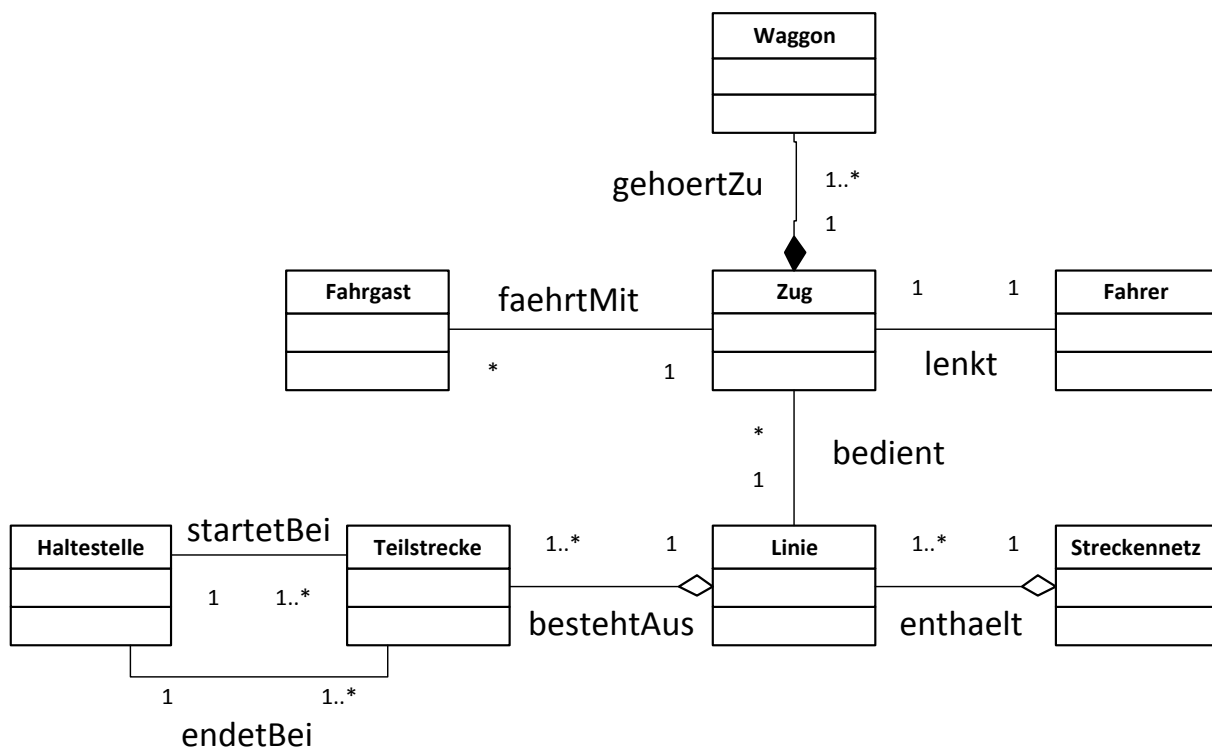 Waggon
gehoertZu
1..*
1
Fahrgast
faehrtMit
Zug
1
1
Fahrer
*
1
lenkt
*
bedient
1
Haltestelle
startetBei
Teilstrecke
1..*
1
Linie
1..*
1
Streckennetz
1
1..*
bestehtAus
enthaelt
1
1..*
endetBei